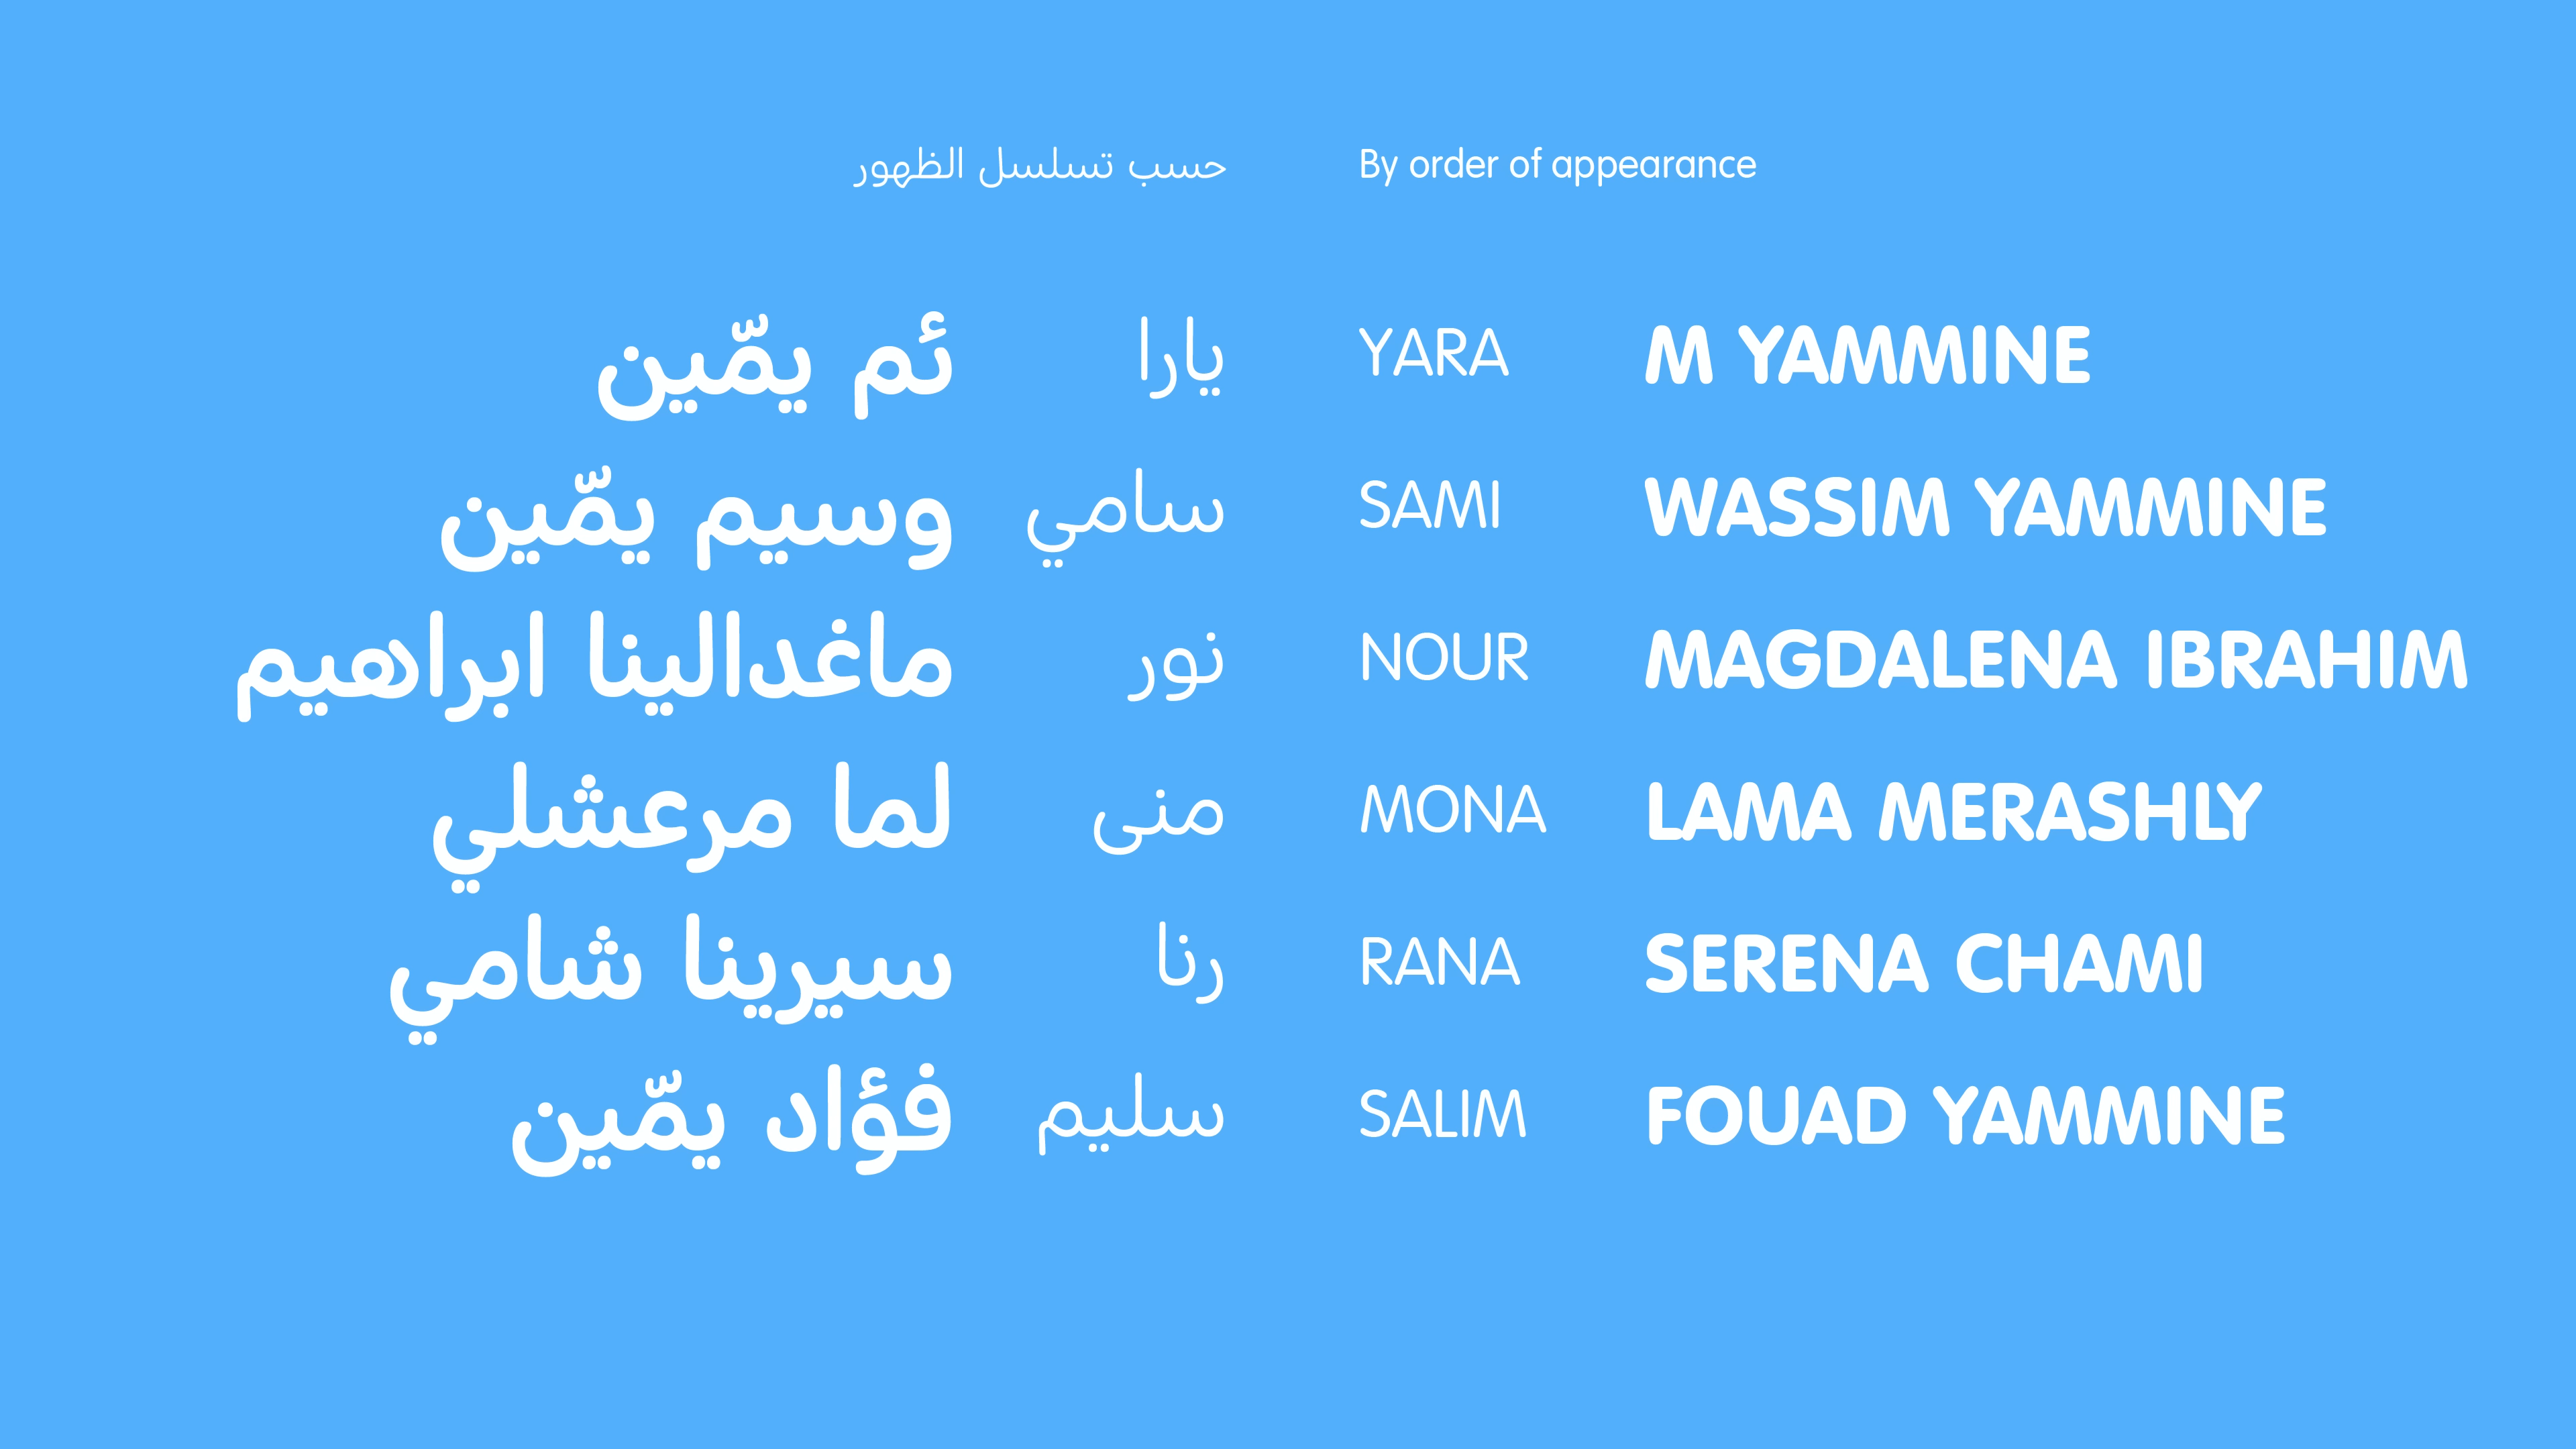 حسب تسلسل الظهور By order of appearance
ئم يمّين يارا YARA M YAMMINE
وسيم يمّين سامي SAMI WASSIM YAMMINE
ماغدالينا ابراهيم نور NOUR MAGDALENA IBRAHIM
لما مرعشلي منى MONA LAMA MERASHLY
سيرينا شامي رنا RANA SERENA CHAMI
فؤاد يمّين سليم SALIM FOUAD YAMMINE